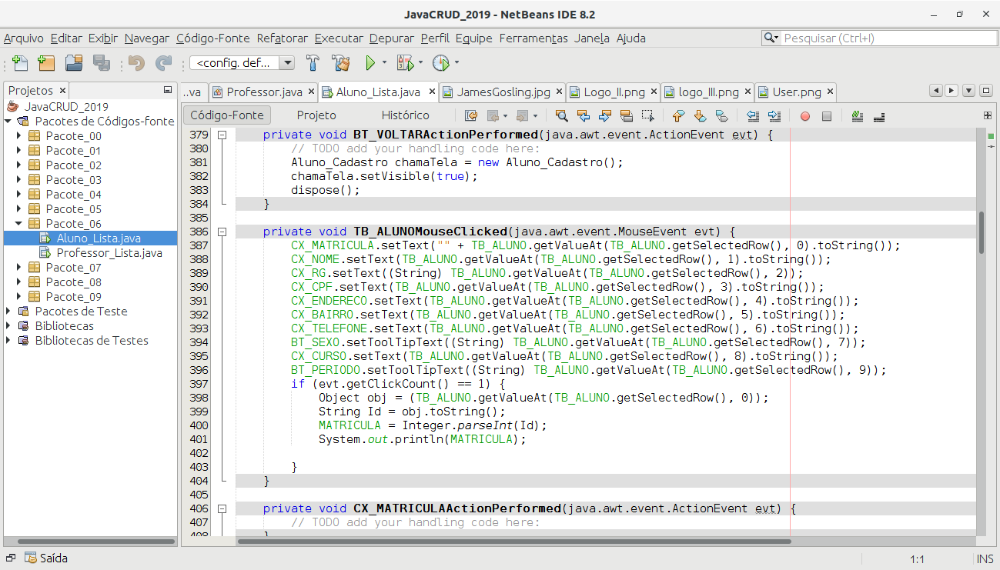 JavaCRUD_2019 - NetBeans IDE 8.2
Arquivo Editar Exibir Navegar Código-Fonte Refatorar Executar Depurar Perfil Equipe Ferramentas Janela Ajuda
Pesquisar (Ctrl+I)
<config. def...
Projetos
JavaCRUD_2019
Pacotes de Códigos-fonte
Pacote_00
Pacote_01
Pacote_02
Pacote_03
Pacote_04
Pacote_05
Pacote_06
Aluno_Lista.java
Professor_Lista.java
Pacote_07
Pacote_08
Pacote_09
Pacotes de Teste
Bibliotecas
Bibliotecas de Testes
..va Professor.java Aluno_Lista.java JamesGosling.jpg Logo_II.png logo_III.png User.png
Código-Fonte Projeto Histórico
379 private void BT_VOLTARActionPerformed(java.awt.event.ActionEvent evt) {
380 // TODO add your handling code here:
381 Aluno_Cadastro chamaTela = new Aluno_Cadastro();
382 chamaTela.setVisible(true);
383 dispose();
384 }
385
386 private void TB_ALUNOMouseClicked(java.awt.event.MouseEvent evt) {
387 CX_MATRICULA.setText("" + TB_ALUNO.getValueAt(TB_ALUNO.getSelectedRow(), 0).toString());
388 CX_NOME.setText(TB_ALUNO.getValueAt(TB_ALUNO.getSelectedRow(), 1).toString());
389 CX_RG.setText((String) TB_ALUNO.getValueAt(TB_ALUNO.getSelectedRow(), 2));
390 CX_CPF.setText(TB_ALUNO.getValueAt(TB_ALUNO.getSelectedRow(), 3).toString());
391 CX_ENDERECO.setText(TB_ALUNO.getValueAt(TB_ALUNO.getSelectedRow(), 4).toString());
392 CX_BAIRRO.setText(TB_ALUNO.getValueAt(TB_ALUNO.getSelectedRow(), 5).toString());
393 CX_TELEFONE.setText(TB_ALUNO.getValueAt(TB_ALUNO.getSelectedRow(), 6).toString());
394 BT_SEXO.setToolTipText((String) TB_ALUNO.getValueAt(TB_ALUNO.getSelectedRow(), 7));
395 CX_CURSO.setText(TB_ALUNO.getValueAt(TB_ALUNO.getSelectedRow(), 8).toString());
396 BT_PERIODO.setToolTipText((String) TB_ALUNO.getValueAt(TB_ALUNO.getSelectedRow(), 9));
397 if (evt.getClickCount() == 1) {
398 Object obj = (TB_ALUNO.getValueAt(TB_ALUNO.getSelectedRow(), 0));
399 String Id = obj.toString();
400 MATRICULA = Integer.parseInt(Id);
401 System.out.println(MATRICULA);
402
403 }
404 }
405
406 private void CX_MATRICULAActionPerformed(java.awt.event.ActionEvent evt) {
407 // TODO add your handling code here:
408 }
Saída
1:1 INS